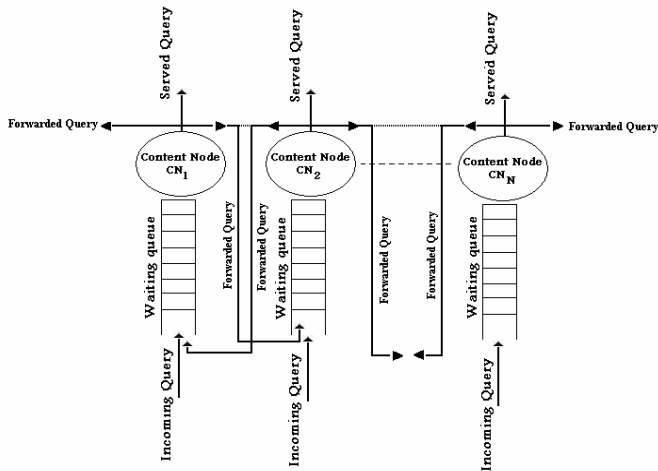 Served Query
Served Query
Served Query
Forwarded Query
Forwarded Query
Content Node
CN1
Content Node
CN2
Content Node
CNN
Waiting queue
Forwarded Query
Forwarded Query
Waiting queue
Forwarded Query
Forwarded Query
Waiting queue
Incoming Query
Incoming Query
Incoming Query